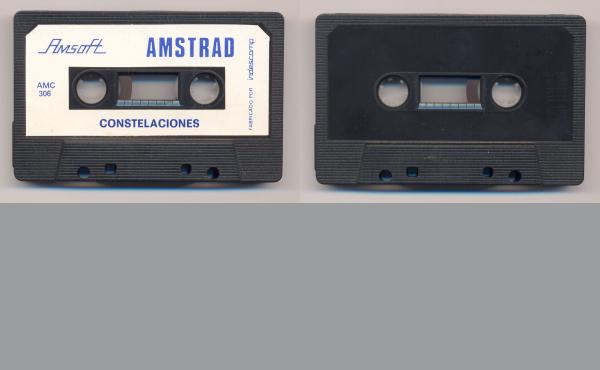 Amsoft
AMSTRAD
AMC
306
CONSTELACIONES
FABRICADO POR indescomp